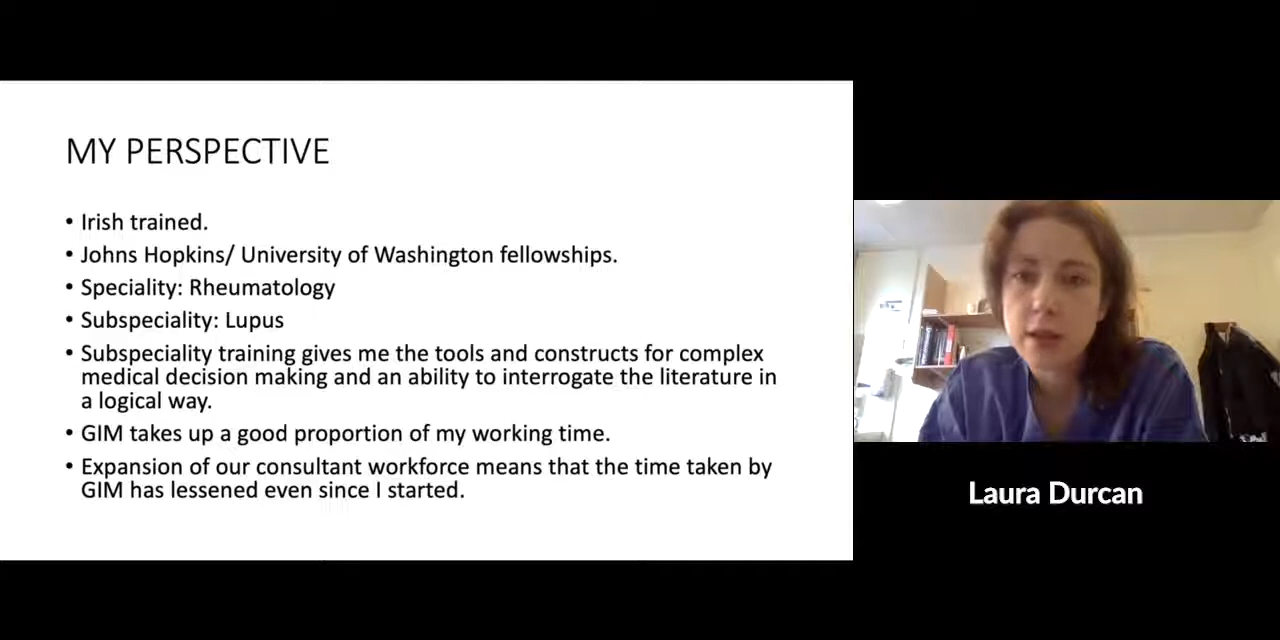 MY PERSPECTIVE
• Irish trained.
• Johns Hopkins/ University of Washington fellowships.
• Speciality: Rheumatology
• Subspeciality: Lupus
• Subspeciality training gives me the tools and constructs for complex
medical decision making and an ability to interrogate the literature in
a logical way.
• GIM takes up a good proportion of my working time.
• Expansion of our consultant workforce means that the time taken by
GIM has lessened even since I started.
Laura Durcan